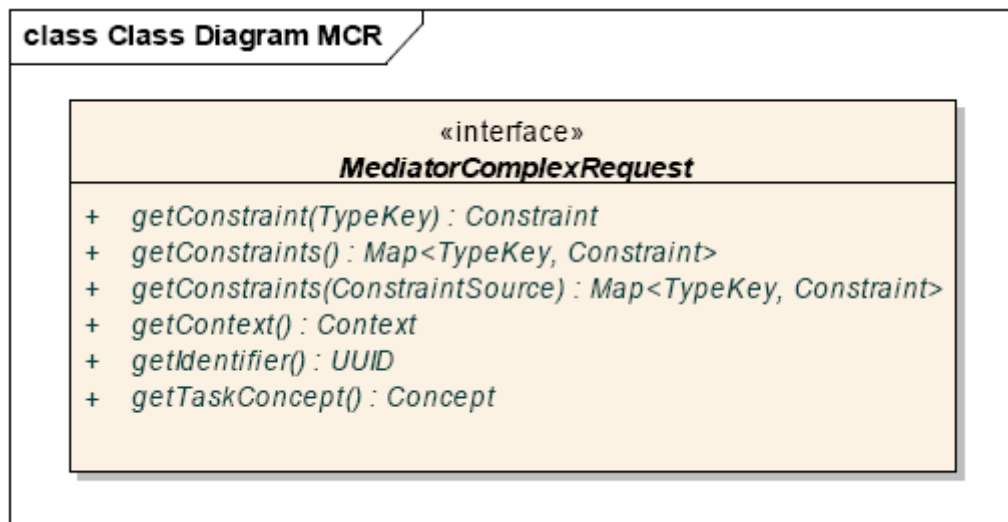 class Class Diagram MCR
«interface»
MediatorComplexRequest
+ getConstraint(TypeKey) : Constraint
+ getConstraints() : Map<TypeKey, Constraint>
+ getConstraints(ConstraintSource) : Map<TypeKey, Constraint>
+ getContext() : Context
+ getIdentifier() : UUID
+ getTaskConcept() : Concept